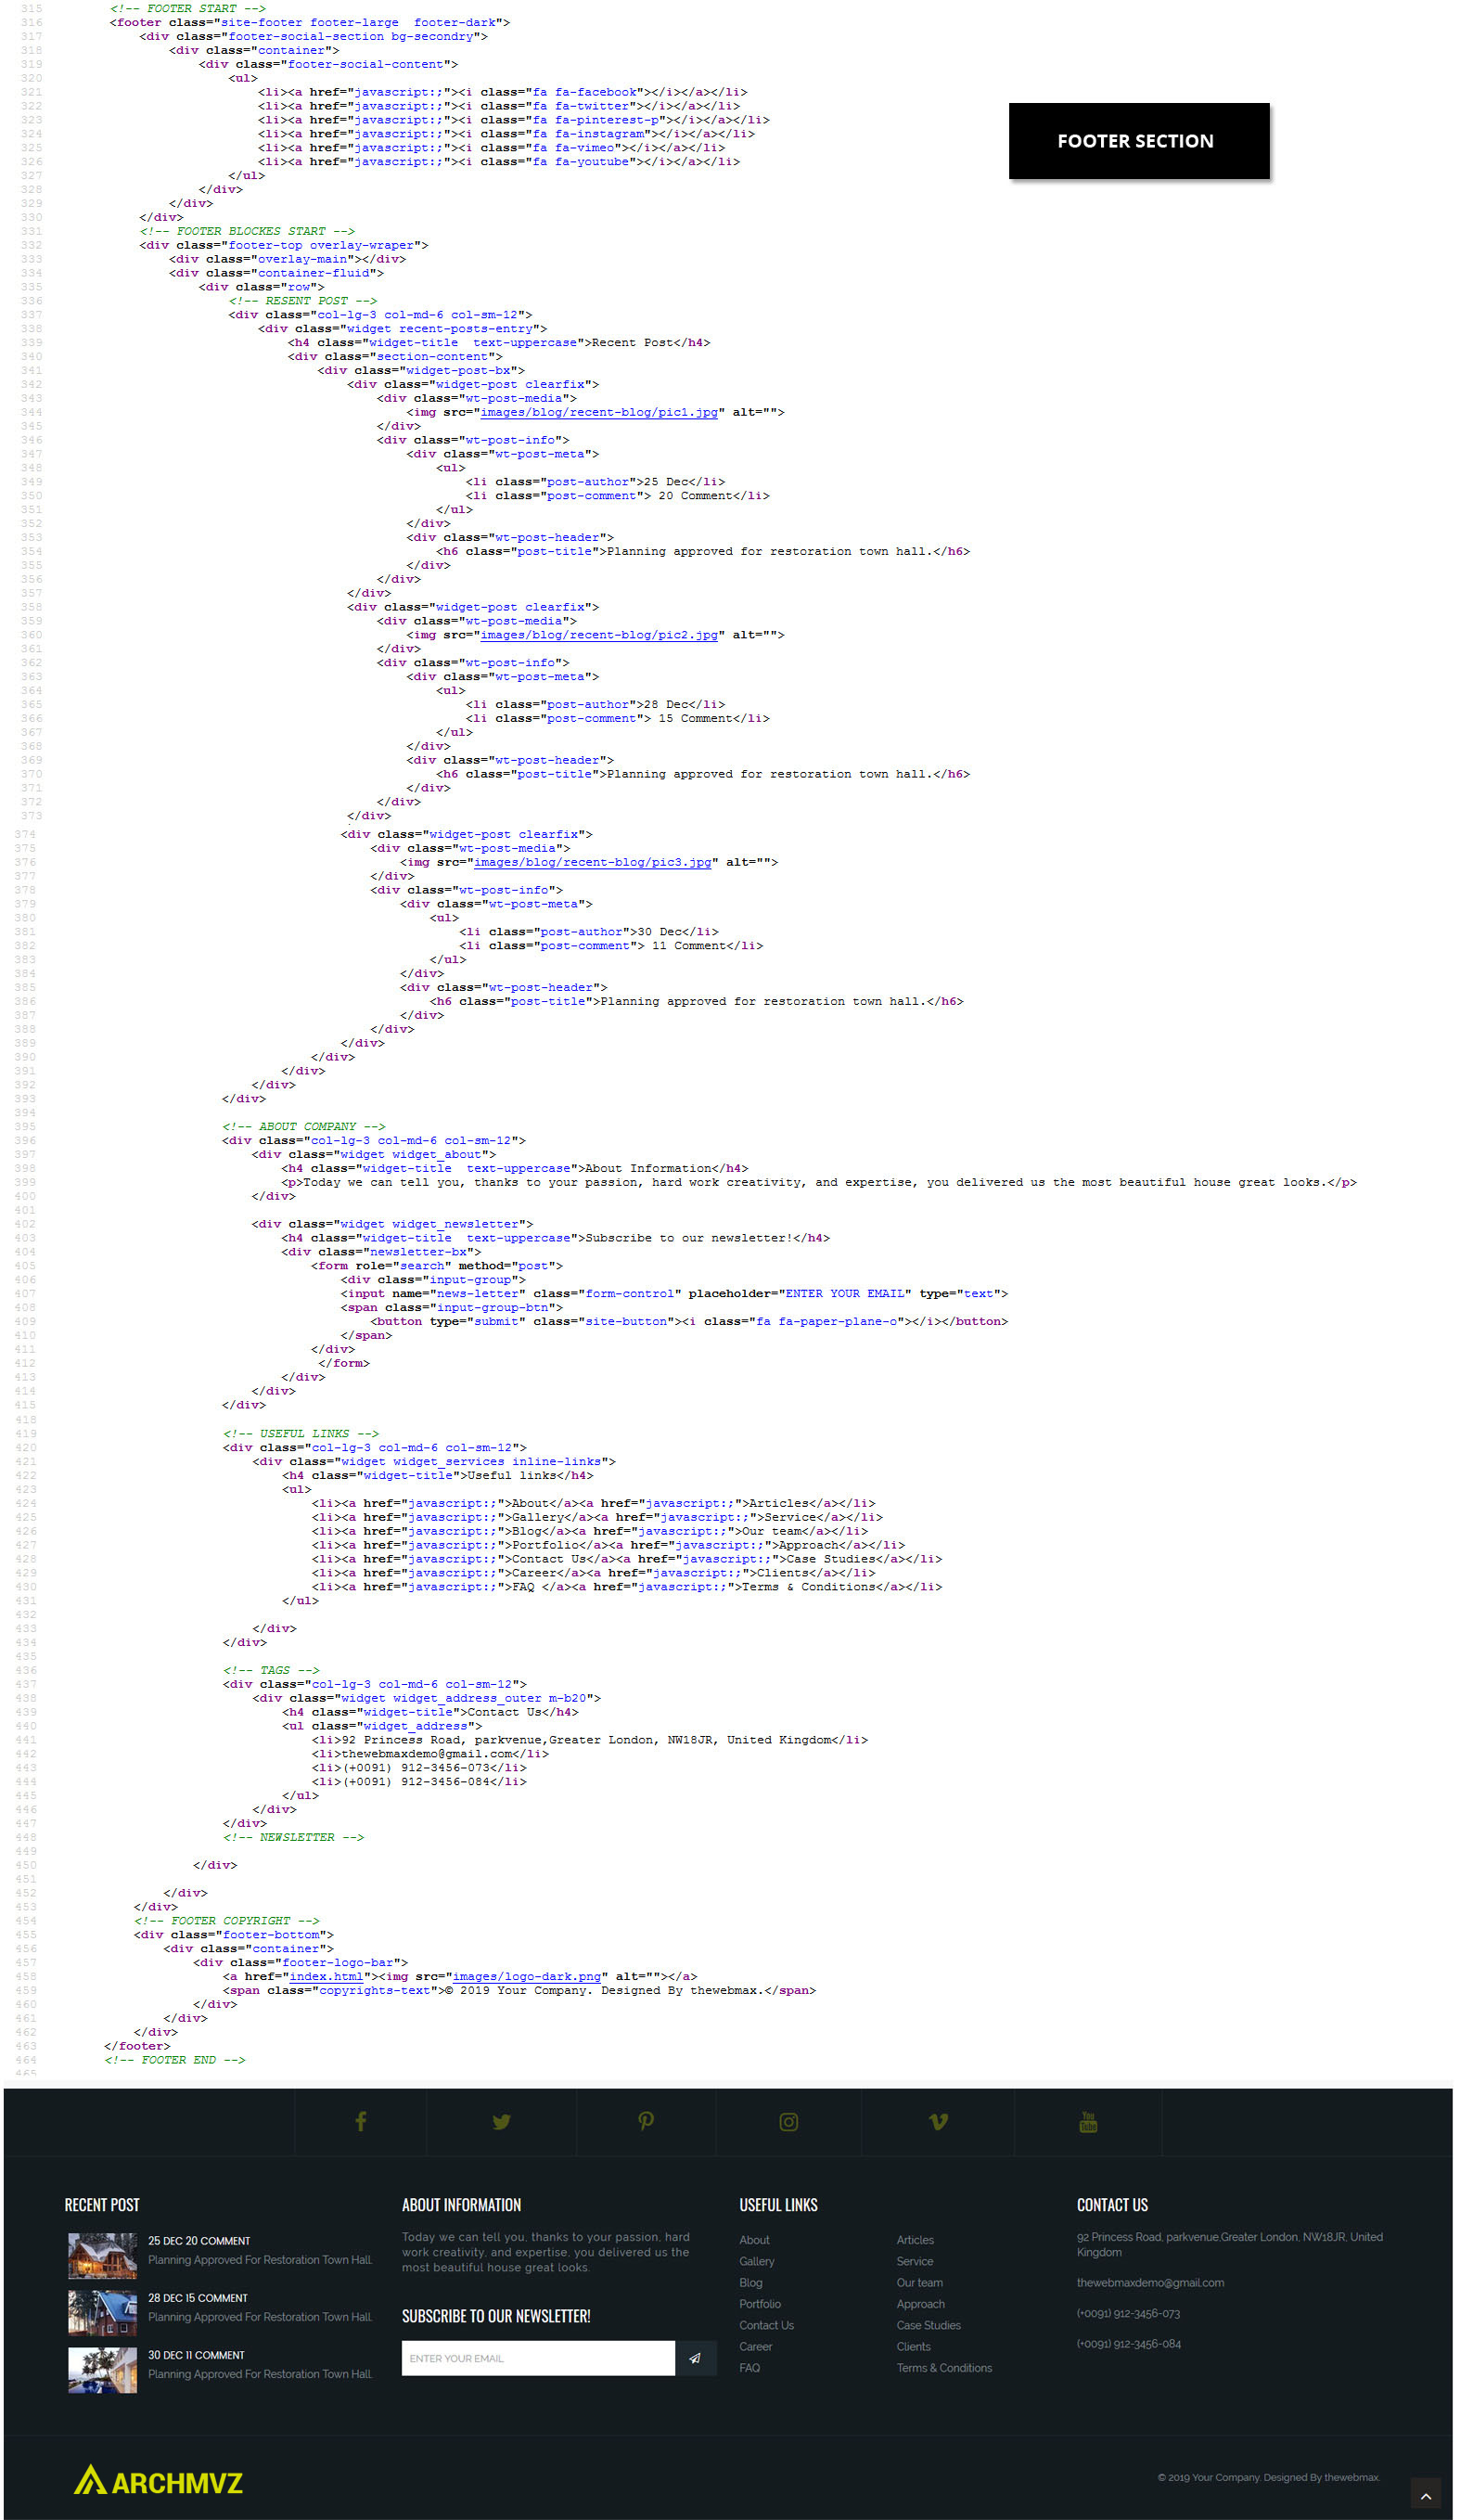 315 <!-- FOOTER START -->
316 <footer class="site-footer footer-large  footer-dark">
317 <div class="footer-social-section bg-secondry">
318 <div class="container">
319 <div class="footer-social-content">
320 <ul>
321 <li><a href="javascript:;"><i class="fa fa-facebook"></i></a></li>
322 <li><a href="javascript:;"><i class="fa fa-twitter"></i></a></li>
323 <li><a href="javascript:;"><i class="fa fa-pinterest-p"></i></a></li>
324 <li><a href="javascript:;"><i class="fa fa-instagram"></i></a></li>
325 <li><a href="javascript:;"><i class="fa fa-vimeo"></i></a></li>
326 <li><a href="javascript:;"><i class="fa fa-youtube"></i></a></li>
327 </ul>
328 </div>
329 </div>
330 </div>
FOOTER SECTION
331 <!-- FOOTER BLOCKES START -->
332 <div class="footer-top overlay-wraper">
333 <div class="overlay-main"></div>
334 <div class="container-fluid">
335 <div class="row">
336 <!-- RESENT POST -->
337 <div class="col-lg-3 col-md-6 col-sm-12">
338 <div class="widget recent-posts-entry">
339 <h4 class="widget-title  text-uppercase">Recent Post</h4>
340 <div class="section-content">
341 <div class="widget-post-bx">
342 <div class="widget-post clearfix">
343 <div class="wt-post-media">
344 <img src="images/blog/recent-blog/pic1.jpg" alt="">
345 </div>
346 <div class="wt-post-info">
347 <div class="wt-post-meta">
348 <ul>
349 <li class="post-author">25 Dec</li>
350 <li class="post-comment"> 20 Comment</li>
351 </ul>
352 </div>
353 <div class="wt-post-header">
354 <h6 class="post-title">Planning approved for restoration town hall.</h6>
355 </div>
356 </div>
357 </div>
358 <div class="widget-post clearfix">
359 <div class="wt-post-media">
360 <img src="images/blog/recent-blog/pic2.jpg" alt="">
361 </div>
362 <div class="wt-post-info">
363 <div class="wt-post-meta">
364 <ul>
365 <li class="post-author">28 Dec</li>
366 <li class="post-comment"> 15 Comment</li>
367 </ul>
368 </div>
369 <div class="wt-post-header">
370 <h6 class="post-title">Planning approved for restoration town hall.</h6>
371 </div>
372 </div>
373 </div>
374 <div class="widget-post clearfix">
375 <div class="wt-post-media">
376 <img src="images/blog/recent-blog/pic3.jpg" alt="">
377 </div>
378 <div class="wt-post-info">
379 <div class="wt-post-meta">
380 <ul>
381 <li class="post-author">30 Dec</li>
382 <li class="post-comment"> 11 Comment</li>
383 </ul>
384 </div>
385 <div class="wt-post-header">
386 <h6 class="post-title">Planning approved for restoration town hall.</h6>
387 </div>
388 </div>
389 </div>
390 </div>
391 </div>
392 </div>
393 </div>
394
395 <!-- ABOUT COMPANY -->
396 <div class="col-lg-3 col-md-6 col-sm-12">
397 <div class="widget widget_about">
398 <h4 class="widget-title  text-uppercase">About Information</h4>
399 <p>Today we can tell you, thanks to your passion, hard work creativity, and expertise, you delivered us the most beautiful house great looks.</p>
400 </div>
401
402 <div class="widget widget_newsletter">
403 <h4 class="widget-title  text-uppercase">Subscribe to our newsletter!</h4>
404 <div class="newsletter-bx">
405 <form role="search" method="post">
406 <div class="input-group">
407 <input name="news-letter" class="form-control" placeholder="ENTER YOUR EMAIL" type="text">
408 <span class="input-group-btn">
409 <button type="submit" class="site-button"><i class="fa fa-paper-plane-o"></i></button>
410 </span>
411 </div>
412 </form>
413 </div>
414 </div>
415 </div>
418
419 <!-- USEFUL LINKS -->
420 <div class="col-lg-3 col-md-6 col-sm-12">
421 <div class="widget widget_services inline-links">
422 <h4 class="widget-title">Useful links</h4>
423 <ul>
424 <li><a href="javascript:;">About</a><a href="javascript:;">Articles</a></li>
425 <li><a href="javascript:;">Gallery</a><a href="javascript:;">Service</a></li>
426 <li><a href="javascript:;">Blog</a><a href="javascript:;">Our team</a></li>
427 <li><a href="javascript:;">Portfolio</a><a href="javascript:;">Approach</a></li>
428 <li><a href="javascript:;">Contact Us</a><a href="javascript:;">Case Studies</a></li>
429 <li><a href="javascript:;">Career</a><a href="javascript:;">Clients</a></li>
430 <li><a href="javascript:;">FAQ </a><a href="javascript:;">Terms & Conditions</a></li>
431 </ul>
432
433 </div>
434 </div>
435
436 <!-- TAGS -->
437 <div class="col-lg-3 col-md-6 col-sm-12">
438 <div class="widget widget_address_outer m-b20">
439 <h4 class="widget-title">Contact Us</h4>
440 <ul class="widget_address">
441 <li>92 Princess Road, parkvenue,Greater London, NW18JR, United Kingdom</li>
442 <li>thewebmaxdemo@gmail.com</li>
443 <li>(+0091) 912-3456-073</li>
444 <li>(+0091) 912-3456-084</li>
445 </ul>
446 </div>
447 </div>
448 <!-- NEWSLETTER -->
449
450 </div>
451
452 </div>
453 </div>
454 <!-- FOOTER COPYRIGHT -->
455 <div class="footer-bottom">
456 <div class="container">
457 <div class="footer-logo-bar">
458 <a href="index.html"><img src="images/logo-dark.png" alt=""></a>
459 <span class="copyrights-text">© 2019 Your Company. Designed By thewebmax.</span>
460 </div>
461 </div>
462 </div>
463 </footer>
464 <!-- FOOTER END -->
465
You Tube
RECENT POST
25 DEC 20 COMMENT
Planning Approved For Restoration Town Hall.
28 DEC 15 COMMENT
Planning Approved For Restoration Town Hall.
30 DEC 11 COMMENT
Planning Approved For Restoration Town Hall.
ABOUT INFORMATION
Today we can tell you, thanks to your passion, hard
work creativity, and expertise, you delivered us the
most beautiful house great looks.
SUBSCRIBE TO OUR NEWSLETTER!
ENTER YOUR EMAIL
USEFUL LINKS
About Articles
Gallery Service
Blog Our team
Portfolio Approach
Contact Us Case Studies
Career Clients
FAQ Terms & Conditions
CONTACT US
92 Princess Road, parkvenue,Greater London, NW18JR, United
Kingdom
thewebmaxdemo@gmail.com
(+0091) 912-3456-073
(+0091) 912-3456-084
ARCHMVZ
© 2019 Your Company. Designed By thewebmax.